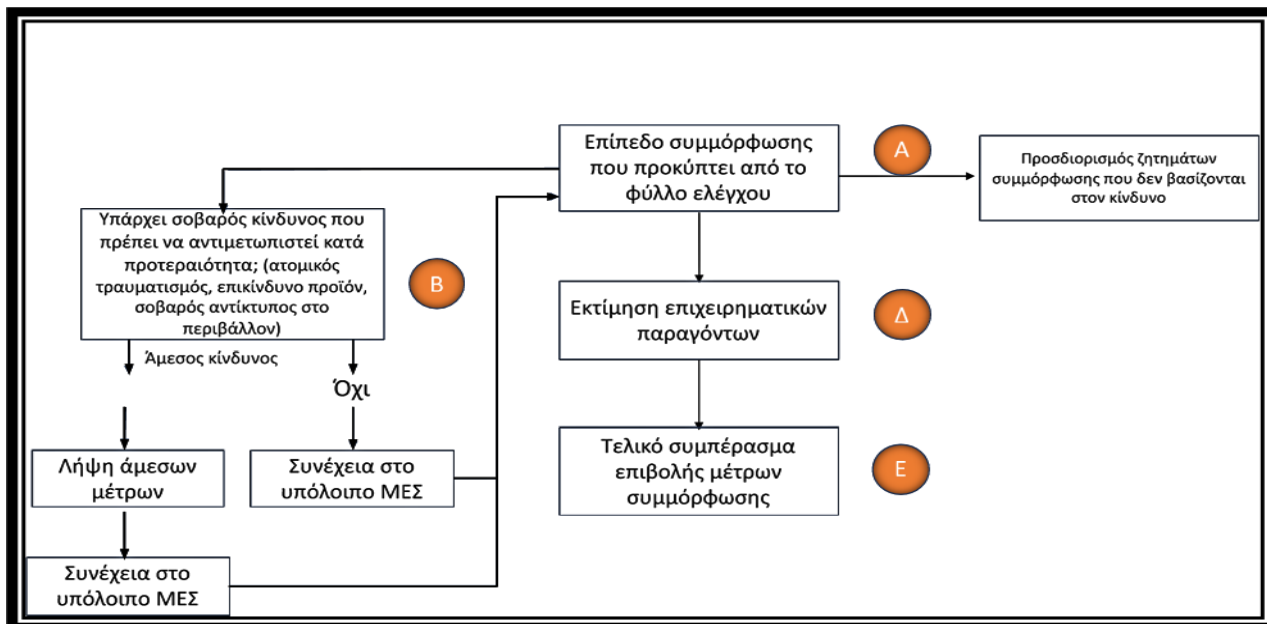 Επίπεδο συμμόρφωσης
που προκύπτει από το
φύλλο ελέγχου
Α
Προσδιορισμός ζητημάτων
συμμόρφωσης που δεν βασίζονται
στον κίνδυνο
Υπάρχει σοβαρός κίνδυνος που
πρέπει να αντιμετωπιστεί κατά
προτεραιότητα; (ατομικός
τραυματισμός, επικίνδυνο προϊόν,
σοβαρός αντίκτυπος στο
περιβάλλον)
Β
Εκτίμηση επιχειρηματικών
παραγόντων
Δ
Άμεσος κίνδυνος
Όχι
Λήψη άμεσων
μέτρων
Συνέχεια στο
υπόλοιπο ΜΕΣ
Τελικό συμπέρασμα
επιβολής μέτρων
συμμόρφωσης
Ε
Συνέχεια στο
υπόλοιπο ΜΕΣ